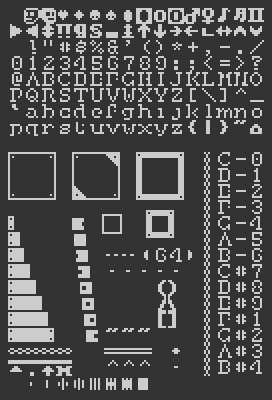 !"#$%&'()*+,-./
0123456789:;<=>?
@ABCDEFGHIJKLMNO
PQRSTUVWXYZ[\]^_
`abcdefghijklmno
pqrstuvwxyz{|}~⌂
C-0
D-1
E-2
F-3
G-4
A-5
(64)
B-6
C#7
D#8
E#9
F#1
G#2
A#3
B#4